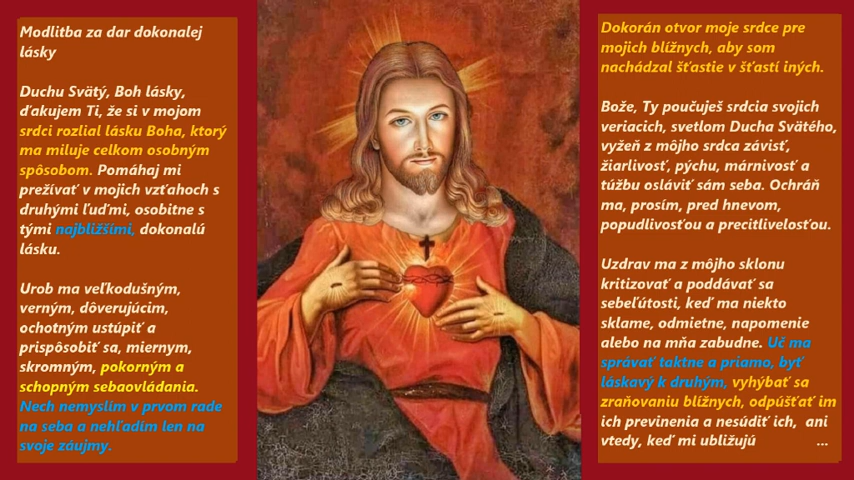 Modlitba za dar dokonalej
lásky
Duchu Svätý, Boh lásky,
ďakujem Ti, že si v mojom
srdci rozlial lásku Boha, ktorý
ma miluje celkom osobným
spôsobom. Pomáhaj mi
prežívať v mojich vzťahoch s
druhými ľuďmi, osobitne s
tými najbližšími, dokonalú
lásku.
Urob ma veľkodušným,
verným, dôverujúcim,
ochotným ustúpiť a
prispôsobiť sa, miernym,
skromným, pokorným a
schopným sebaovládania.
Nech nemyslím v prvom rade
na seba a nehľadím len na
svoje záujmy.
Dokorán otvor moje srdce pre
mojich blížnych, aby som
nachádzal šťastie v šťastí iných.
Bože, Ty poučuješ srdcia svojich
veriacich, svetlom Ducha Svätého,
vyžeň z môjho srdca závisť,
žiarlivosť, pýchu, márnivosť a
túžbu osláviť sám seba. Ochráň
ma, prosím, pred hnevom,
popudlivosťou a precitlivelosťou.
Uzdrav ma z môjho sklonu
kritizovať a poddávať sa
sebeľútosti, keď ma niekto
sklame, odmietne, napomenie
alebo na mňa zabudne. Uč ma
správať taktne a priamo, byť
láskavý k druhým, vyhýbať sa
zraňovaniu blížnych, odpúšťať im
ich previnenia a nesúdiť ich, ani
vtedy, keď mi ubližujú ...